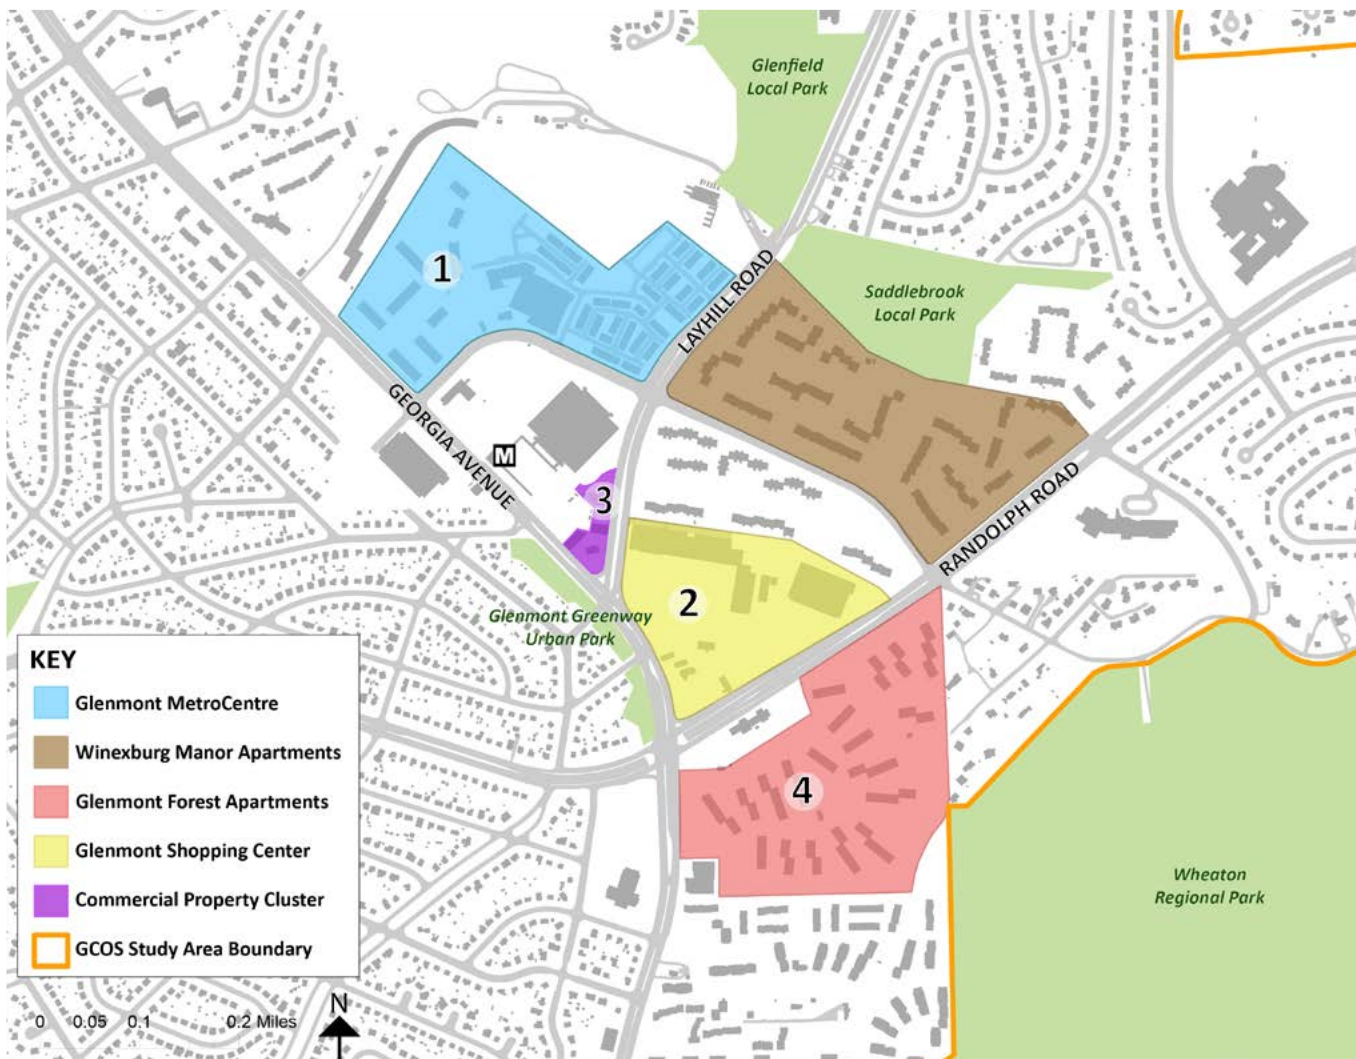 Glenfield
Local Park
1
LAYHILL ROAD
Saddlebrook
Local Park
GEORGIA AVENUE
M
3
RANDOLPH ROAD
2
Glenmont Greenway
Urban Park
4
Wheaton
Regional Park
KEY
Glenmont MetroCentre
Winexburg Manor Apartments
Glenmont Forest Apartments
Glenmont Shopping Center
Commercial Property Cluster
GCOS Study Area Boundary
0 0.05 0.1 0.2 Miles
N